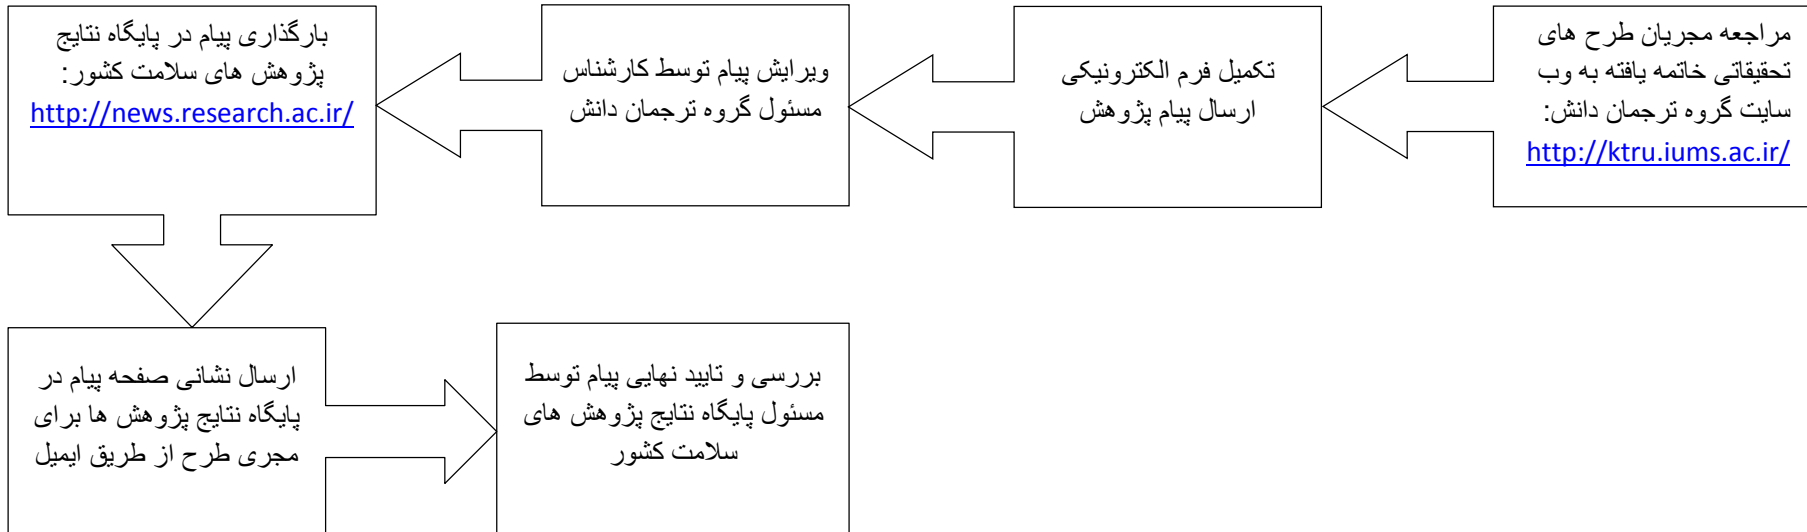 مراجعه مجریان طرح های
تحقیقاتی خاتمه یافته به وب
سایت گروه ترجمان دانش:
http://ktru.iums.ac.ir/
تکمیل فرم الکترونیکی
ارسال پیام پژوهش
ویرایش پیام توسط کارشناس
مسئول گروه ترجمان دانش
بارگذاری پیام در پایگاه نتایج
پژوهش های سلامت کشور:
http://news.research.ac.ir/
ارسال نشانی صفحه پیام در
پایگاه نتایج پژوهش ها برای
مجری طرح از طریق ایمیل
بررسی و تایید نهایی پیام توسط
مسئول پایگاه نتایج پژوهش های
سلامت کشور